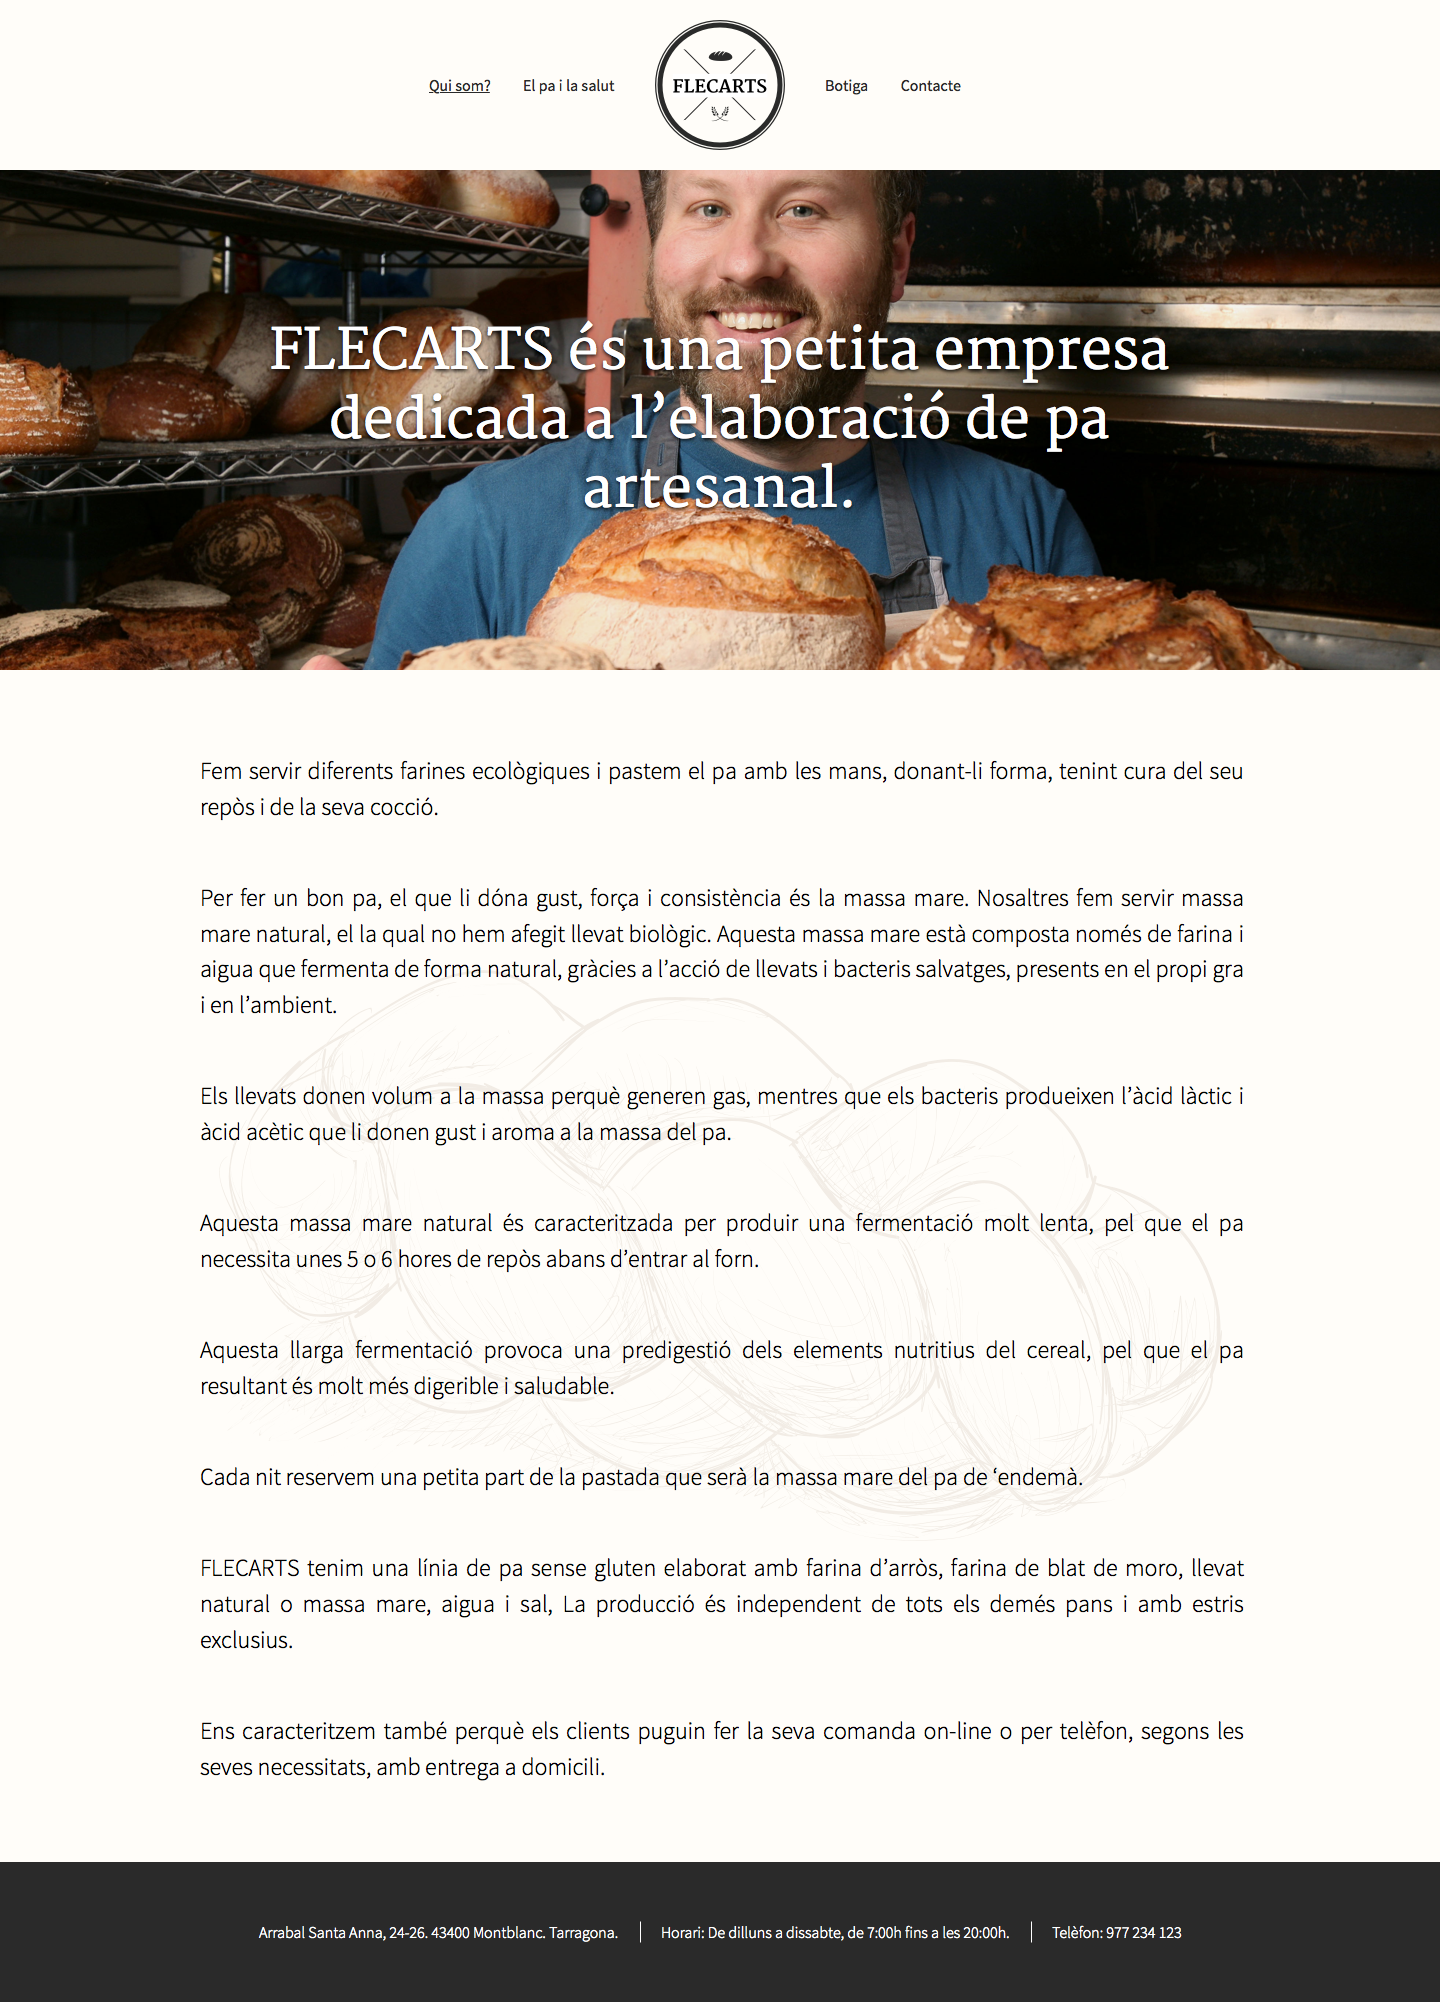 Qui som?
El pa i la salut
FLECARTS
Botiga
Contacte
FLECARTS és una petita empresa
dedicada a l’elaboració de pa
artesanal.
Fem servir diferents farines ecològiques i pastem el pa amb les mans, donant-li forma, tenint cura del seu
repòs i de la seva cocció.
Per fer un bon pa, el que li dóna gust, força i consistència és la massa mare. Nosaltres fem servir massa
mare natural, el la qual no hem afegit llevat biològic. Aquesta massa mare està composta només de farina i
aigua que fermenta de forma natural, gràcies a l’acció de llevats i bacteris salvatges, presents en el propi gra
i en l’ambient.
Els llevats donen volum a la massa perquè generen gas, mentres que els bacteris produeixen l’àcid làctic i
àcid acètic que li donen gust i aroma a la massa del pa.
Aquesta massa mare natural és caracteritzada per produir una fermentació molt lenta, pel que el pa
necessita unes 5 o 6 hores de repòs abans d’entrar al forn.
Aquesta llarga fermentació provoca una predigestió dels elements nutritius del cereal, pel que el pa
resultant és molt més digerible i saludable.
Cada nit reservem una petita part de la pastada que serà la massa mare del pa de ‘endemà.
FLECARTS tenim una línia de pa sense gluten elaborat amb farina d’arròs, farina de blat de moro, llevat
natural o massa mare, aigua i sal, La producció és independent de tots els demés pans i amb estris
exclusius.
Ens caracteritzem també perquè els clients puguin fer la seva comanda on-line o per telèfon, segons les
seves necessitats, amb entrega a domicili.
Arrabal Santa Anna, 24-26. 43400 Montblanc. Tarragona.
Horari: De dilluns a dissabte, de 7:00h fins a les 20:00h.
Telèfon: 977 234 123